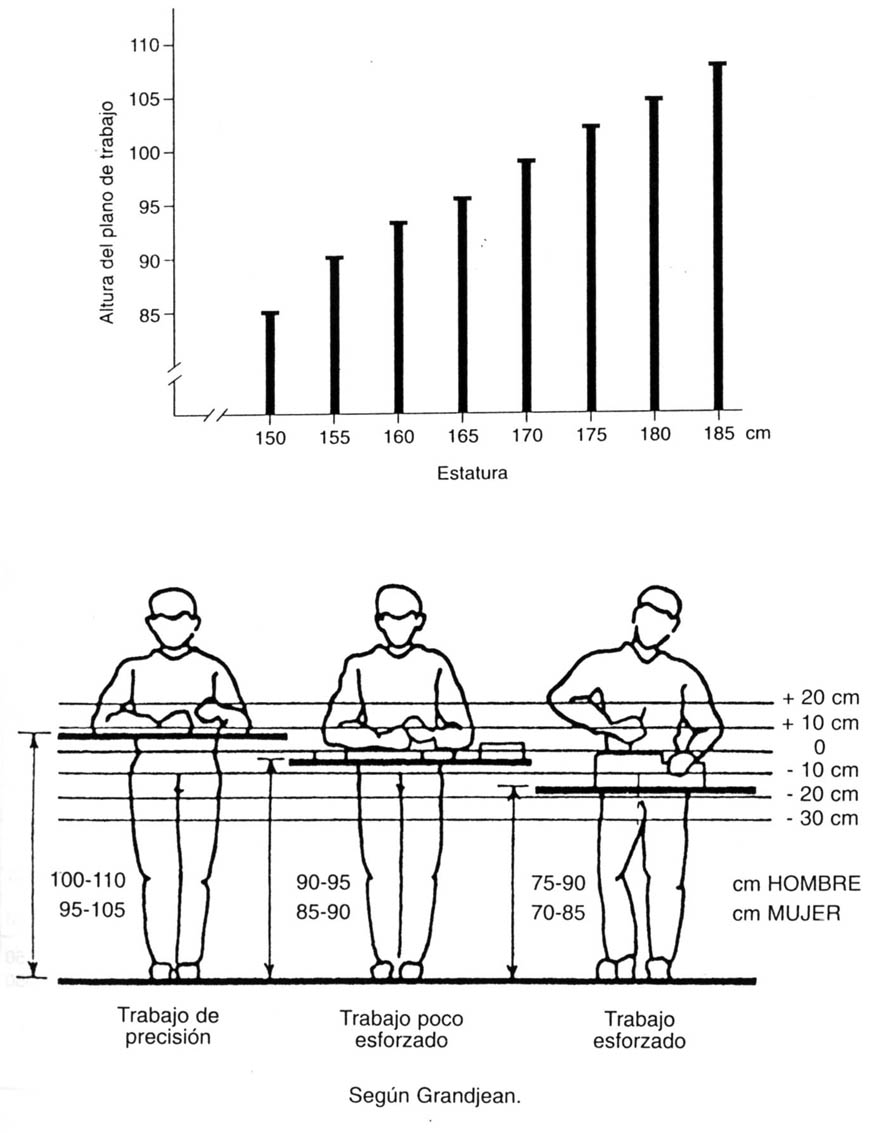 Altura del plano de trabajo
110
105
100
95
90
85
150 155 160 165 170 175 180 185 cm
Estatura
+ 20 cm
+ 10 cm
0
- 10 cm
- 20 cm
- 30 cm
100-110 90-95 75-90 cm HOMBRE
95-105 85-90 70-85 cm MUJER
Trabajo de
precisión
Trabajo poco
esforzado
Trabajo
esforzado
Según Grandjean.